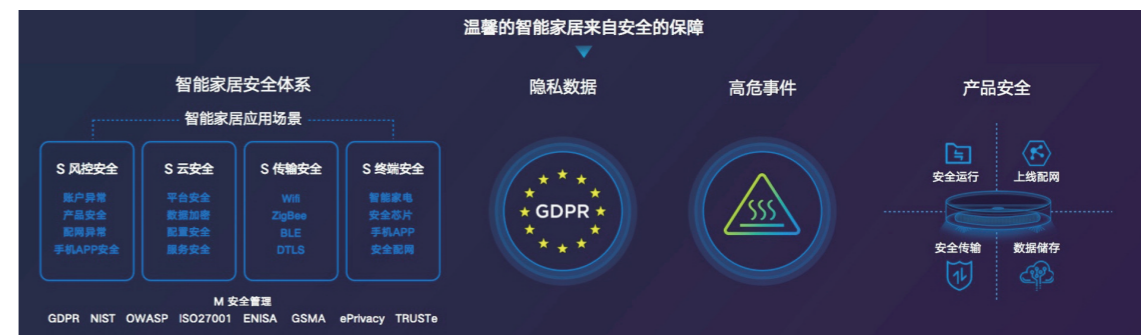 温馨的智能家居来自安全的保障
智能家居安全体系
智能家居应用场景
S 风控安全
账户异常
产品安全
配网异常
手机APP安全
S 云安全
平台安全
数据加密
配置安全
服务安全
S 传输安全
Wifi
ZigBee
BLE
DTLS
S 终端安全
智能家电
安全芯片
手机APP
安全配网
M 安全管理
GDPR NIST OWASP ISO27001 ENISA GSMA ePrivacy TRUSTe
隐私数据
GDPR
高危事件
产品安全
安全运行
上线配网
安全传输
数据储存